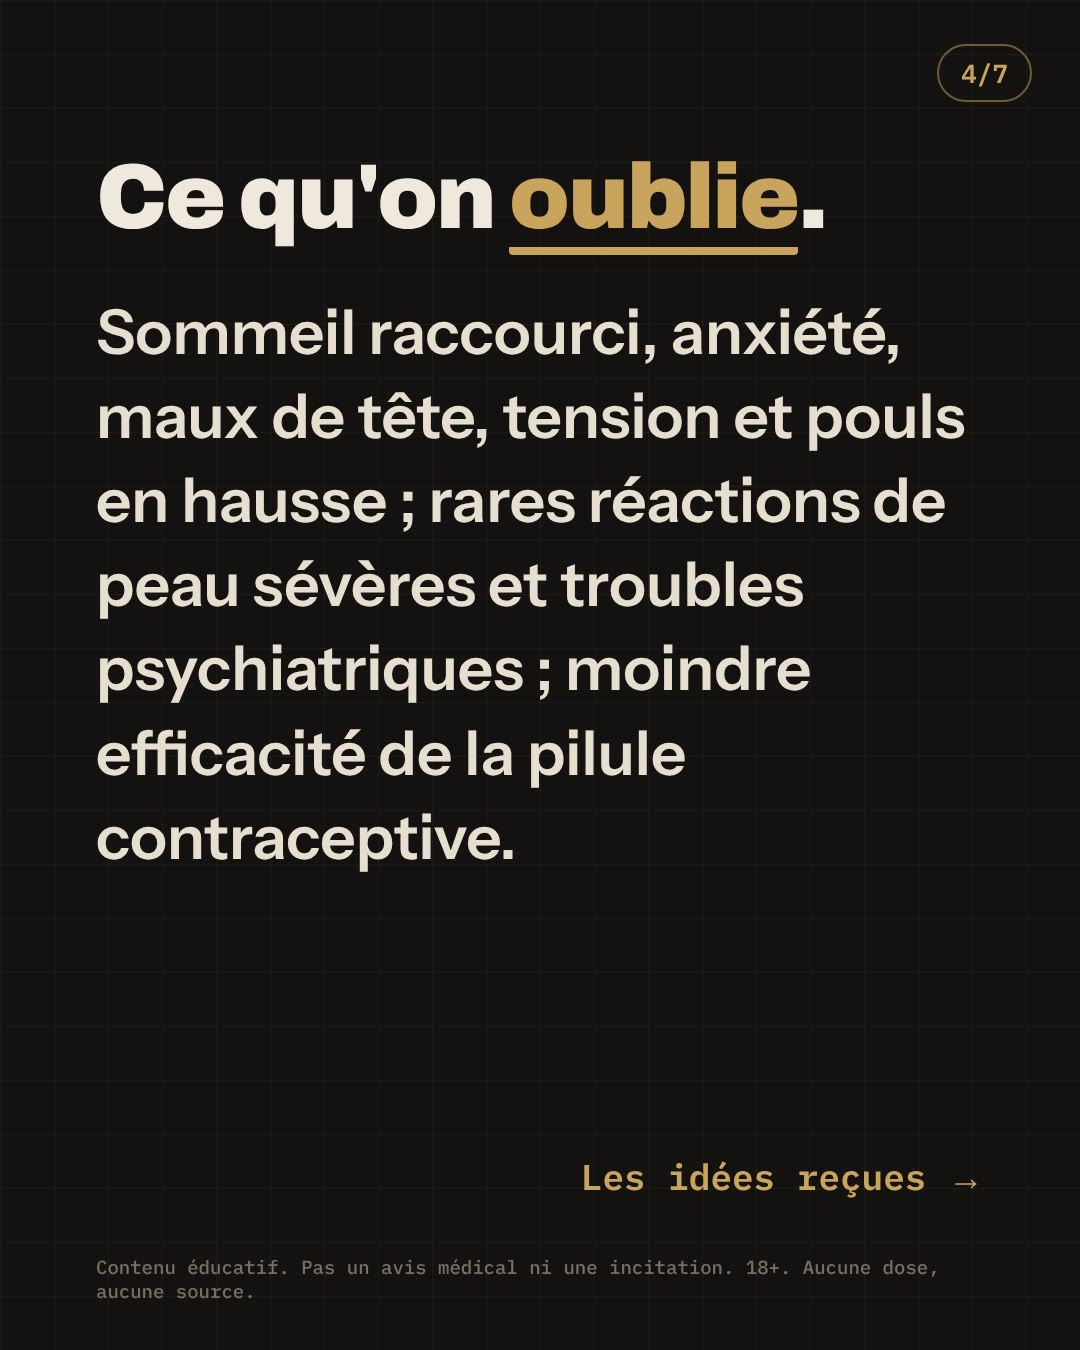 4/7
Ce qu'on oublie.
Sommeil raccourci, anxiété,
maux de tête, tension et pouls
en hausse ; rares réactions de
peau sévères et troubles
psychiatriques ; moindre
efficacité de la pilule
contraceptive.
Les idées reçues →
Contenu éducatif. Pas un avis médical ni une incitation. 18+. Aucune dose,
aucune source.